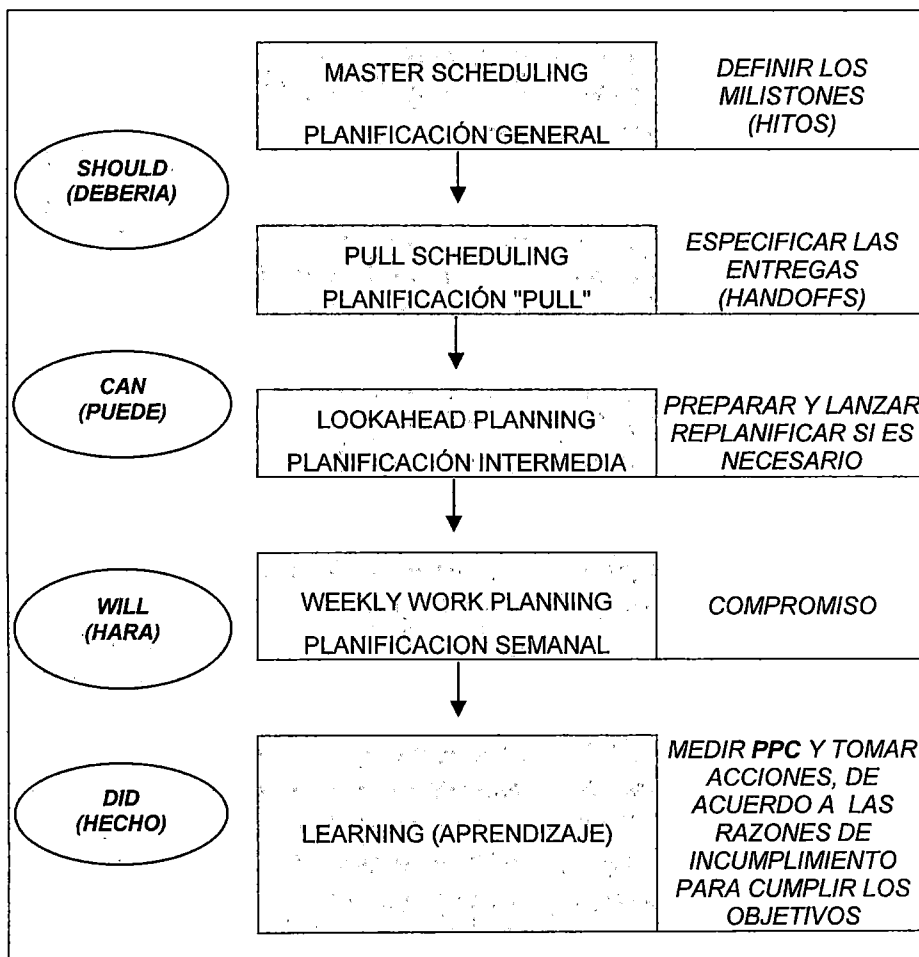 MASTER SCHEDULING
PLANIFICACIÓN GENERAL
DEFINIR LOS
MILISTONES
(HITOS)
SHOULD
(DEBERIA)
PULL SCHEDULING
PLANIFICACIÓN "PULL"
ESPECIFICAR LAS
ENTREGAS
(HANDOFFS)
CAN
(PUEDE)
LOOKAHEAD PLANNING
PLANIFICACIÓN INTERMEDIA
PREPARAR Y LANZAR
REPLANIFICAR SI ES
NECESARIO
WILL
(HARA)
WEEKLY WORK PLANNING
PLANIFICACION SEMANAL
COMPROMISO
DID
(HECHO)
LEARNING (APRENDIZAJE)
MEDIR PPC Y TOMAR
ACCIONES, DE
ACUERDO A LAS
RAZONES DE
INCUMPLIMIENTO
PARA CUMPLIR LOS
OBJETIVOS